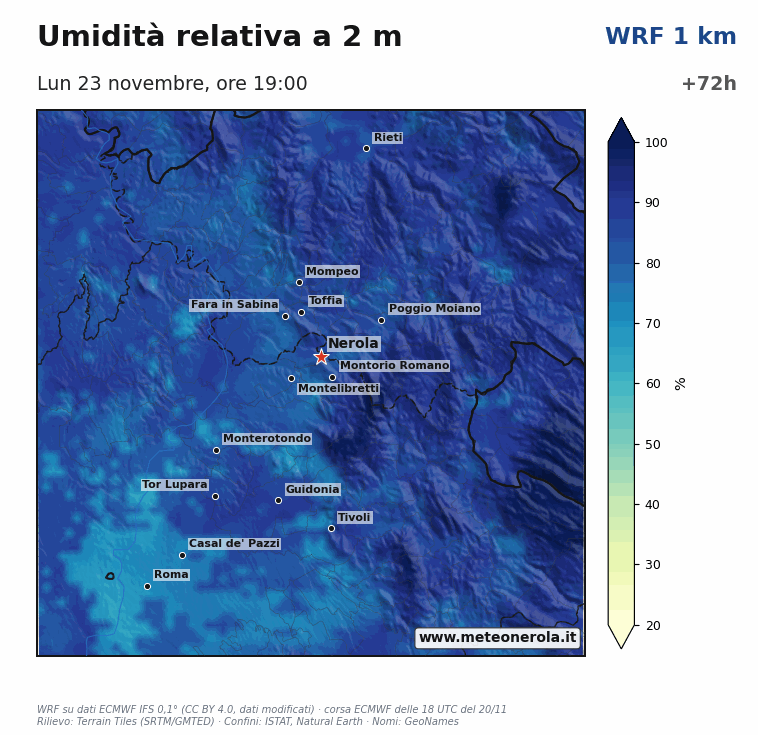 Umidità relativa a 2 m
WRF 1 km
Lun 23 novembre, ore 19:00
+72h
Rieti
Mompeo
Toffia
Fara in Sabina
Poggio Moiano
Nerola
Montorio Romano
Montelibretti
Monterotondo
Tor Lupara
Guidonia
Tivoli
Casal de' Pazzi
Roma
www.meteonerola.it
100
90
80
70
60
50
40
30
20
%
WRF su dati ECMWF IFS 0,1° (CC BY 4.0, dati modificati) · corsa ECMWF delle 18 UTC del 20/11
Rilievo: Terrain Tiles (SRTM/GMTED) · Confini: ISTAT, Natural Earth · Nomi: GeoNames